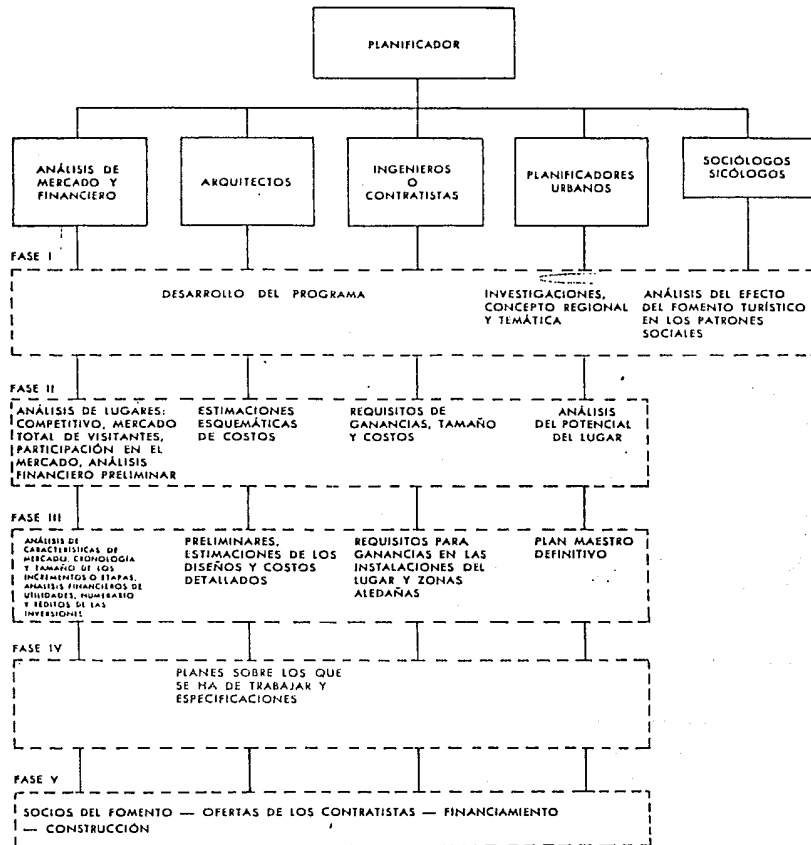 PLANIFICADOR
ANÁLISIS DE
MERCADO Y
FINANCIERO
ARQUITECTOS
INGENIEROS
O
CONTRATISTAS
PLANIFICADORES
URBANOS
SOCIÓLOGOS
SICÓLOGOS
FASE I
DESARROLLO DEL PROGRAMA
INVESTIGACIONES,
CONCEPTO REGIONAL
Y TEMÁTICA
ANÁLISIS DEL EFECTO
DEL FOMENTO TURÍSTICO
EN LOS PATRONES
SOCIALES
FASE II
ANÁLISIS DE LUGARES:
COMPETITIVO, MERCADO
TOTAL DE VISITANTES,
PARTICIPACIÓN EN EL
MERCADO, ANÁLISIS
FINANCIERO PRELIMINAR
ESTIMACIONES
ESQUEMÁTICAS
DE COSTOS
REQUISITOS DE
GANANCIAS, TAMAÑO
Y COSTOS
ANÁLISIS
DEL POTENCIAL
DEL LUGAR
FASE III
ANÁLISIS DE
CARACTERÍSTICAS DE
MERCADO, CRONOLOGÍA
Y TAMAÑO DE LOS
INCREMENTOS O ETAPAS,
ANÁLISIS FINANCIEROS DE
UTILIDADES, NUMERARIO
Y RÉDITOS DE LAS
INVERSIONES
PRELIMINARES,
ESTIMACIONES DE LOS
DISEÑOS Y COSTOS
DETALLADOS
REQUISITOS PARA
GANANCIAS EN LAS
INSTALACIONES DEL
LUGAR Y ZONAS
ALEDAÑAS
PLAN MAESTRO
DEFINITIVO
FASE IV
PLANES SOBRE LOS QUE
SE HA DE TRABAJAR Y
ESPECIFICACIONES
FASE V
SOCIOS DEL FOMENTO — OFERTAS DE LOS CONTRATISTAS — FINANCIAMIENTO
— CONSTRUCCIÓN